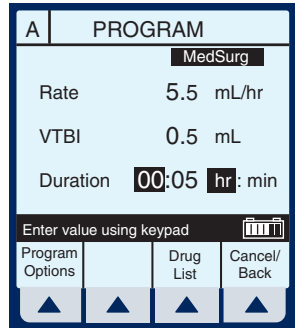 A PROGRAM
MedSurg
Rate 5.5 mL/hr
VTBI 0.5 mL
Duration 00:05 hr : min
Enter value using keypad
Program Options Drug List Cancel/ Back